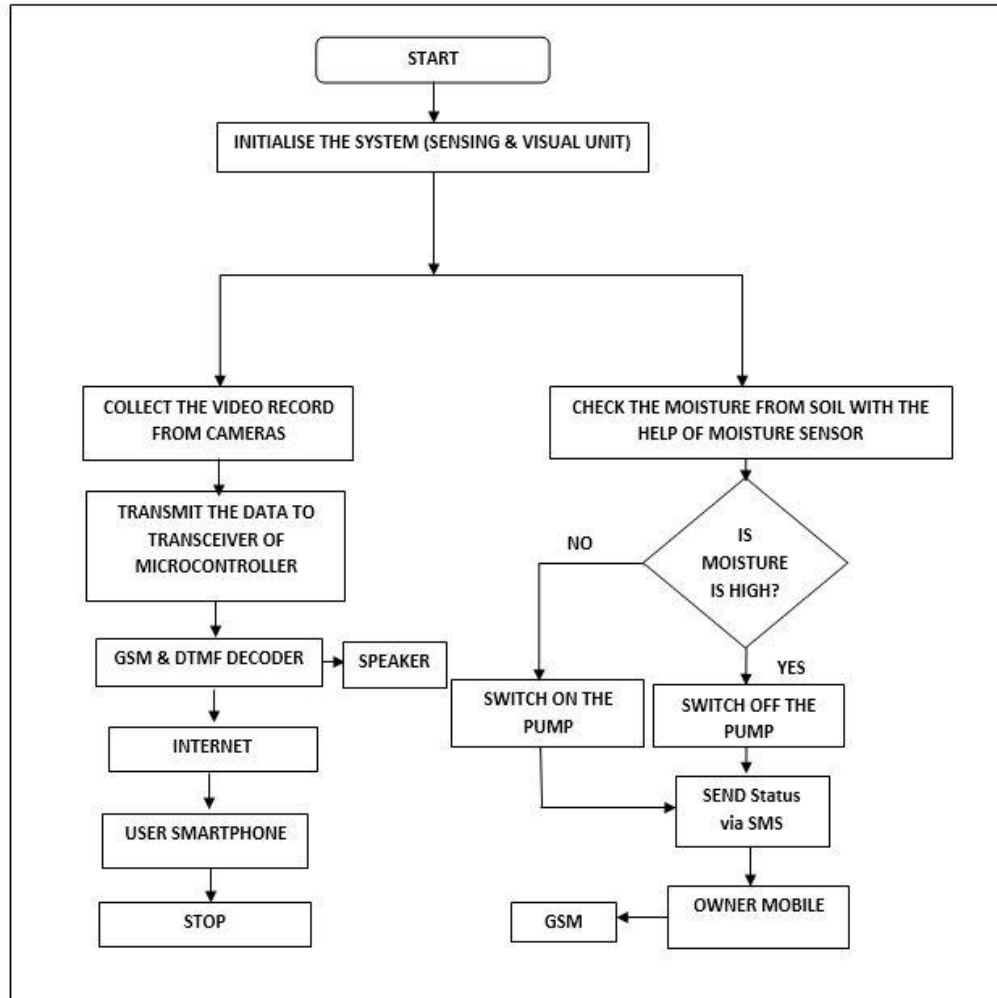 START
INITIALISE THE SYSTEM (SENSING & VISUAL UNIT)
COLLECT THE VIDEO RECORD
FROM CAMERAS
CHECK THE MOISTURE FROM SOIL WITH THE
HELP OF MOISTURE SENSOR
TRANSMIT THE DATA TO
TRANSCEIVER OF
MICROCONTROLLER
NO
IS
MOISTURE
IS HIGH?
GSM & DTMF DECODER
SPEAKER
YES
SWITCH ON THE
PUMP
SWITCH OFF THE
PUMP
INTERNET
SEND Status
via SMS
USER SMARTPHONE
OWNER MOBILE
GSM
STOP